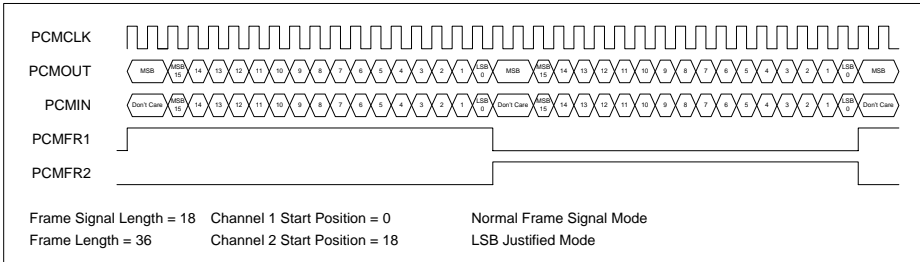 PCMCLK
PCMOUT MSB MSB 15 14 13 12 11 10 9 8 7 6 5 4 3 2 1 LSB 0 MSB MSB 15 14 13 12 11 10 9 8 7 6 5 4 3 2 1 LSB 0 MSB
PCMIN Don't Care MSB 15 14 13 12 11 10 9 8 7 6 5 4 3 2 1 LSB 0 Don't Care MSB 15 14 13 12 11 10 9 8 7 6 5 4 3 2 1 LSB 0 Don't Care
PCMFR1
PCMFR2
Frame Signal Length = 18 Channel 1 Start Position = 0 Normal Frame Signal Mode
Frame Length = 36 Channel 2 Start Position = 18 LSB Justified Mode